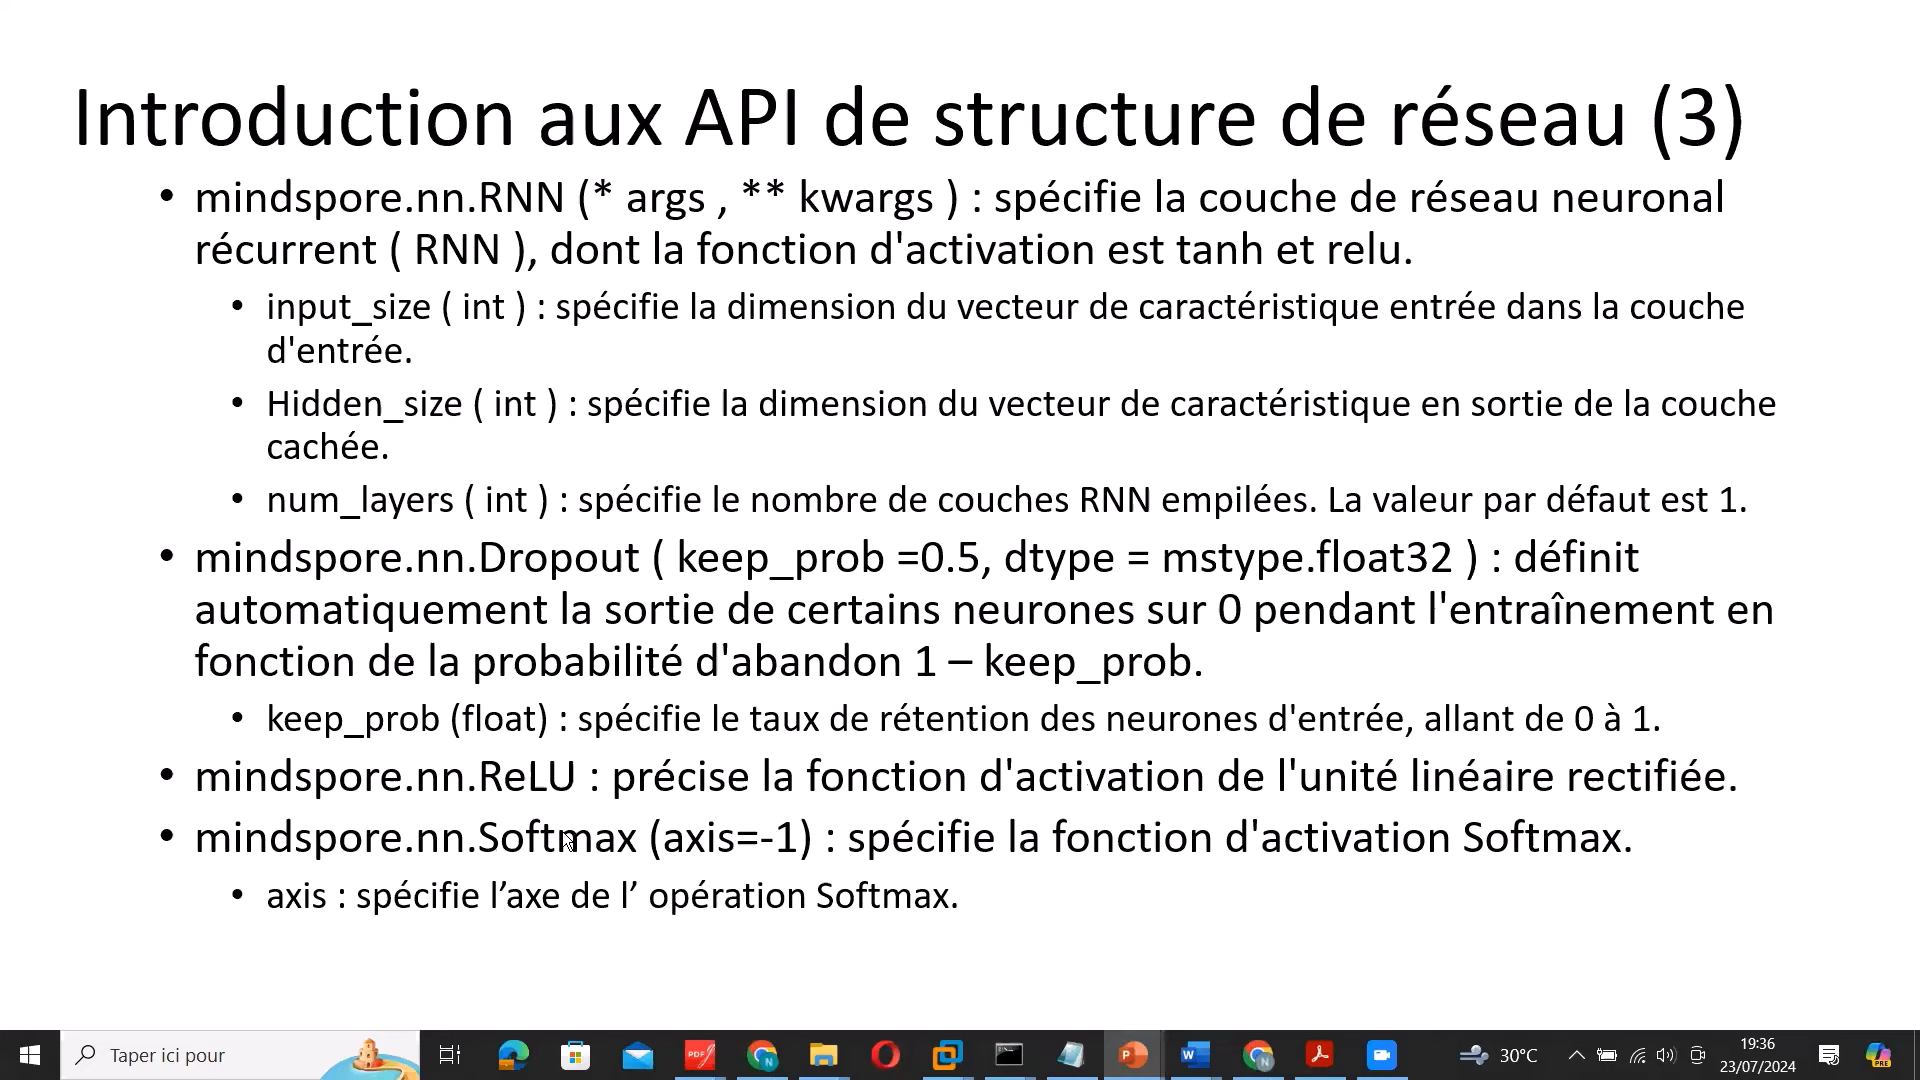 Introduction aux API de structure de réseau (3)
• mindspore.nn.RNN (* args , ** kwargs ) : spécifie la couche de réseau neuronal
récurrent ( RNN ), dont la fonction d'activation est tanh et relu.
• input_size ( int ) : spécifie la dimension du vecteur de caractéristique entrée dans la couche
d'entrée.
• Hidden_size ( int ) : spécifie la dimension du vecteur de caractéristique en sortie de la couche
cachée.
• num_layers ( int ) : spécifie le nombre de couches RNN empilées. La valeur par défaut est 1.
• mindspore.nn.Dropout ( keep_prob =0.5, dtype = mstype.float32 ) : définit
automatiquement la sortie de certains neurones sur 0 pendant l'entraînement en
fonction de la probabilité d'abandon 1 – keep_prob.
• keep_prob (float) : spécifie le taux de rétention des neurones d'entrée, allant de 0 à 1.
• mindspore.nn.ReLU : précise la fonction d'activation de l'unité linéaire rectifiée.
• mindspore.nn.Softmax (axis=-1) : spécifie la fonction d'activation Softmax.
• axis : spécifie l’axe de l’ opération Softmax.
Taper ici pour
30°C
19:36
23/07/2024